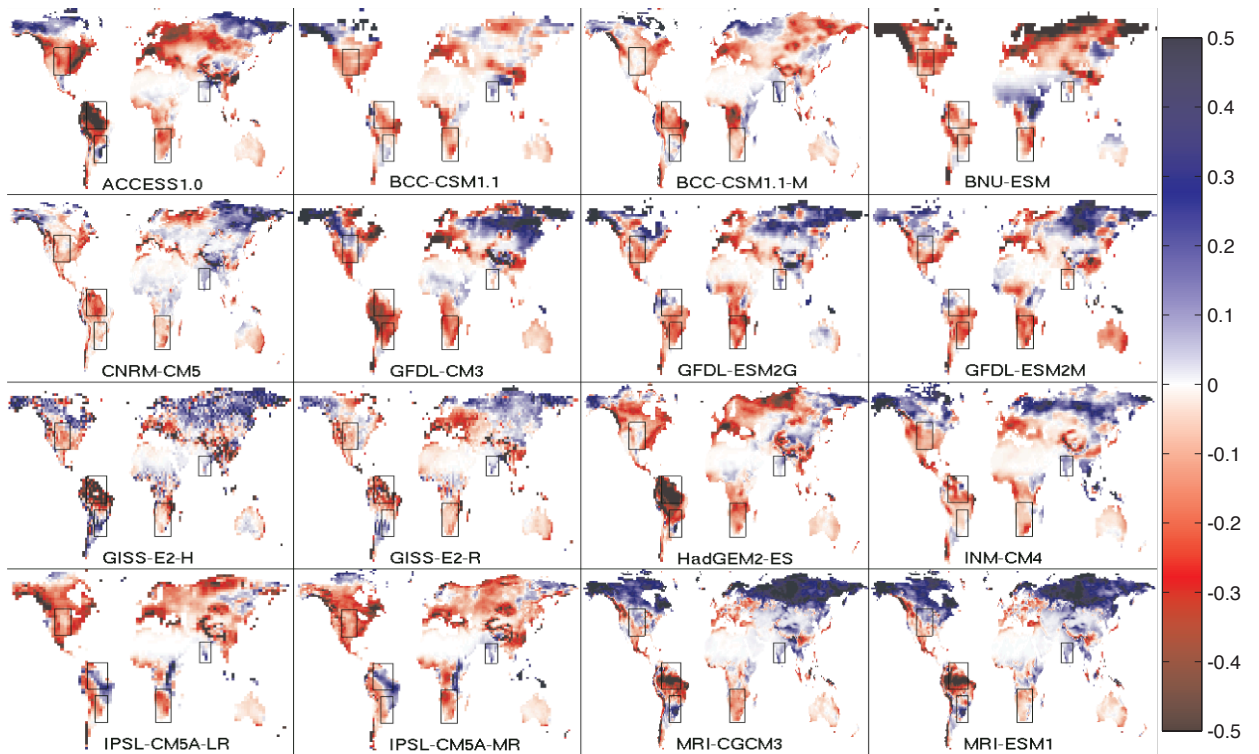 ACCESS1.0
BCC-CSM1.1
BCC-CSM1.1-M
BNU-ESM
CNRM-CM5
GFDL-CM3
GFDL-ESM2G
GFDL-ESM2M
GISS-E2-H
GISS-E2-R
HadGEM2-ES
INM-CM4
IPSL-CM5A-LR
IPSL-CM5A-MR
MRI-CGCM3
MRI-ESM1
0.5
0.4
0.3
0.2
0.1
0
-0.1
-0.2
-0.3
-0.4
-0.5